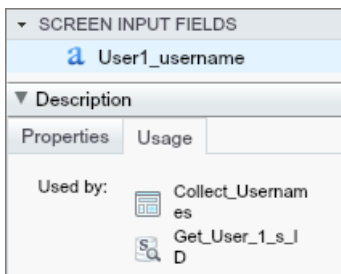 SCREEN INPUT FIELDS
a User1_username
Description
Properties Usage
Used by:
Collect_Usernam
es
Get_User_1_s_I
D